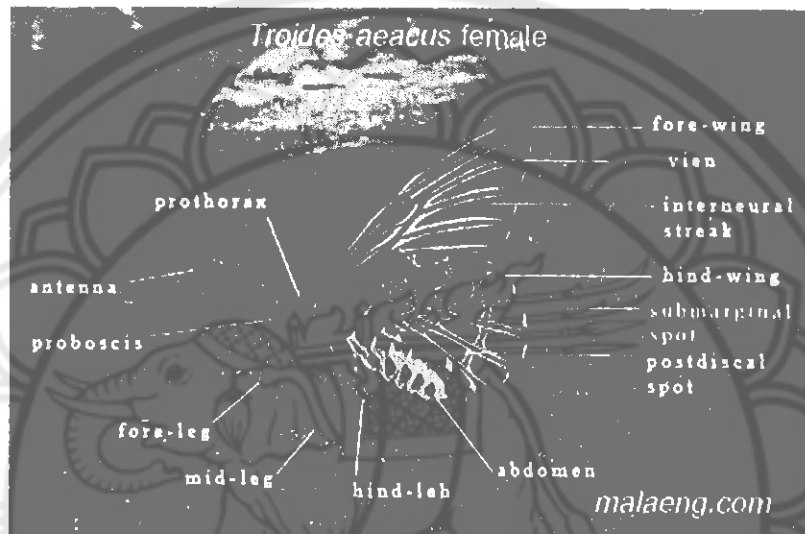 Troides aeacus female
fore-wing
vien
prothorax
interneural
streak
antenna
hind-wing
submarginal
spot
proboscis
postdiscal
spot
fore-leg
mid-leg
hind-leh
abdomen
malaeng.com